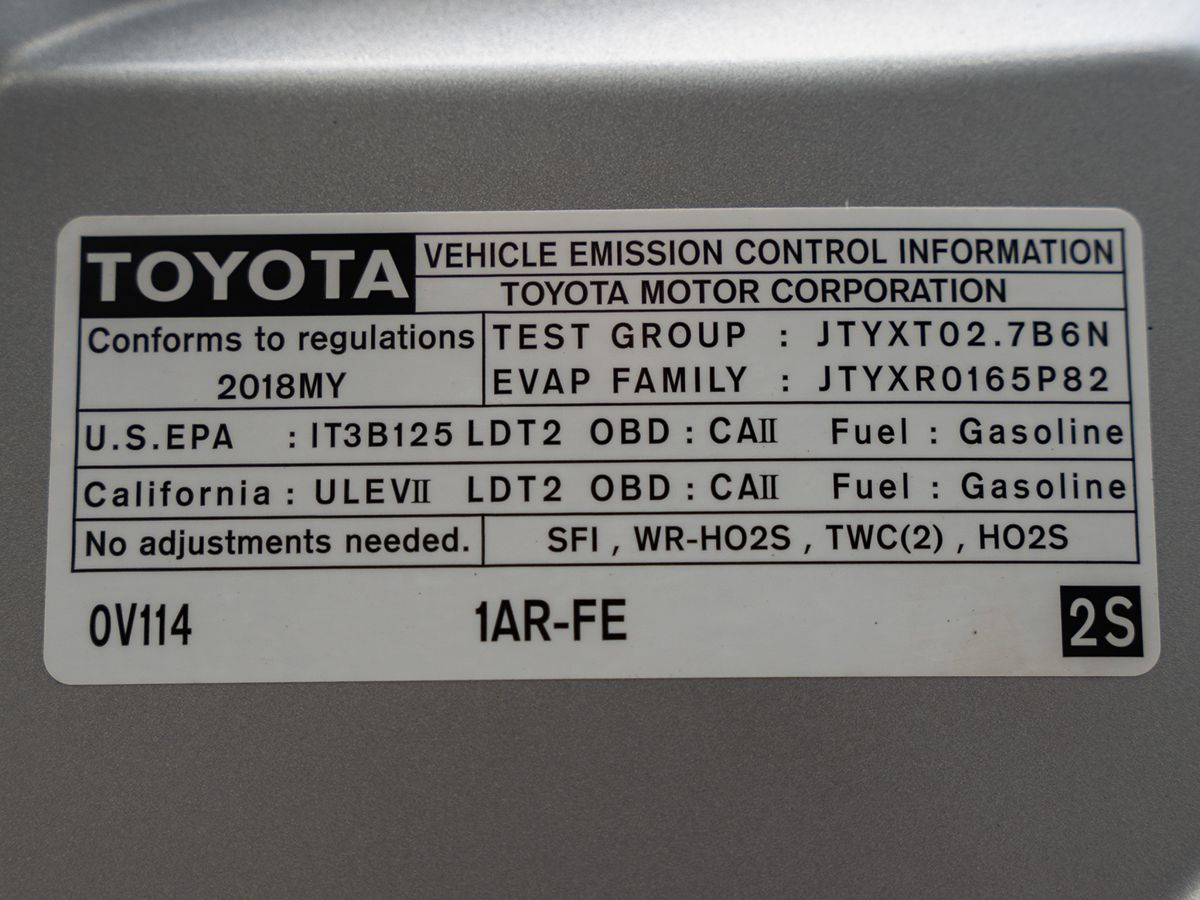 TOYOTA VEHICLE EMISSION CONTROL INFORMATION
TOYOTA MOTOR CORPORATION
Conforms to regulations
2018MY
TEST GROUP : JTYXT02.7B6N
EVAP FAMILY : JTYXR0165P82
U.S.EPA : IT3B125 LDT2 OBD : CAⅡ Fuel : Gasoline
California : ULEVⅡ LDT2 OBD : CAⅡ Fuel : Gasoline
No adjustments needed. SFI , WR-HO2S , TWC(2) , HO2S
0V114 1AR-FE 2S